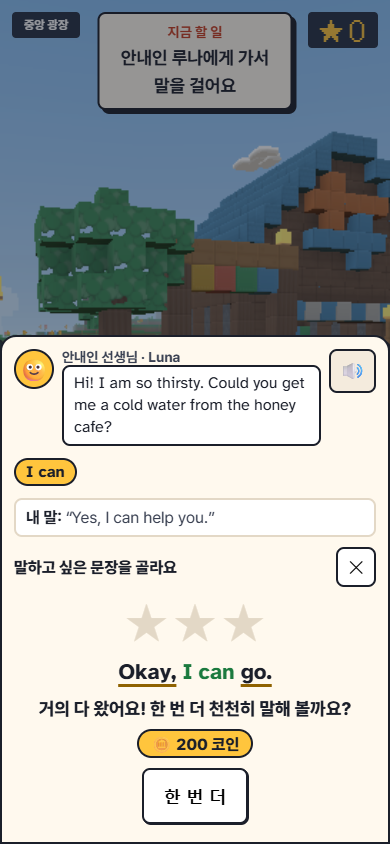 중앙 광장
지금 할 일
안내인 루나에게 가서
말을 걸어요
0
안내인 선생님 · Luna
Hi! I am so thirsty. Could you get
me a cold water from the honey
cafe?
I can
내 말: “Yes, I can help you.”
말하고 싶은 문장을 골라요
Okay, I can go.
거의 다 왔어요! 한 번 더 천천히 말해 볼까요?
200 코인
한 번 더